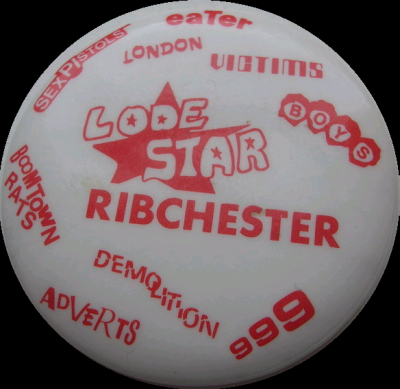 eaTer
LONDON
SEX PISTOLS
VICTIMS
BOYS
LODE
STAR
RIBCHESTER
BOOMTOWN
RATS
DEMOLITION
ADVERTS
999